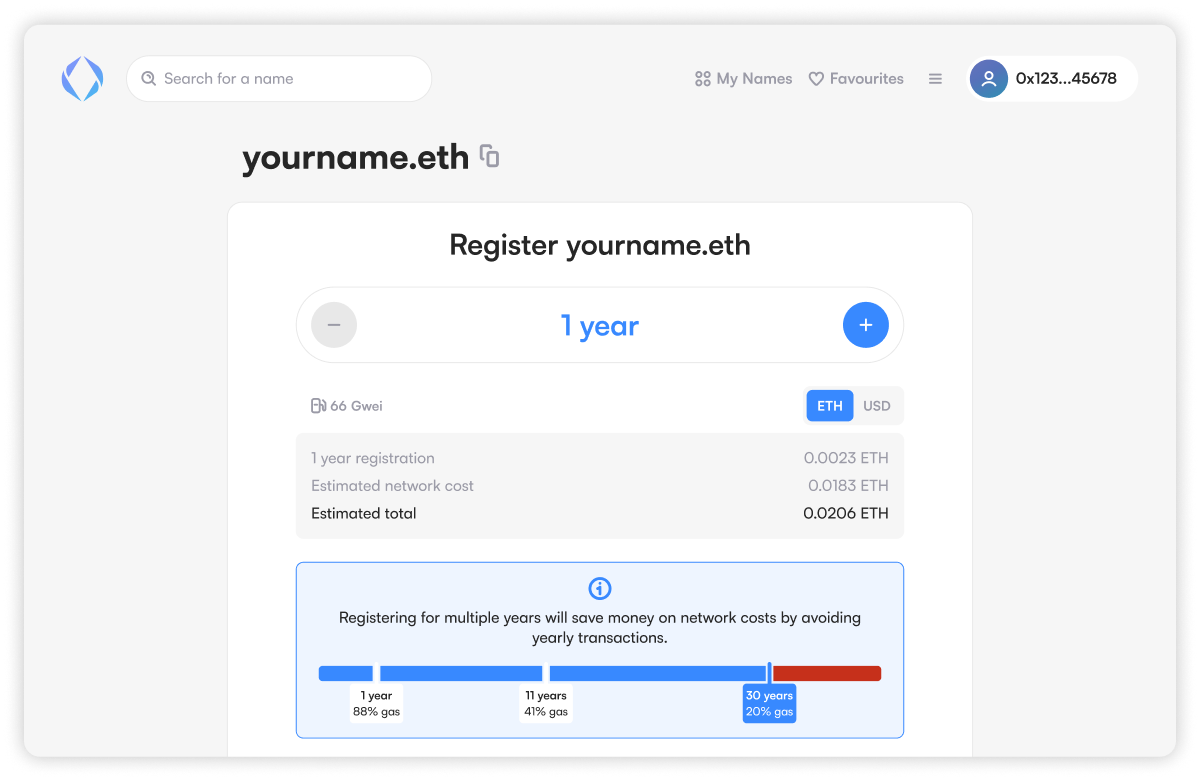 Search for a name
My Names
Favourites
0x123...45678
yourname.eth
Register yourname.eth
1 year
66 Gwei
ETH
USD
1 year registration
0.0023 ETH
Estimated network cost
0.0183 ETH
Estimated total
0.0206 ETH
Registering for multiple years will save money on network costs by avoiding
yearly transactions.
1 year
88% gas
11 years
41% gas
30 years
20% gas